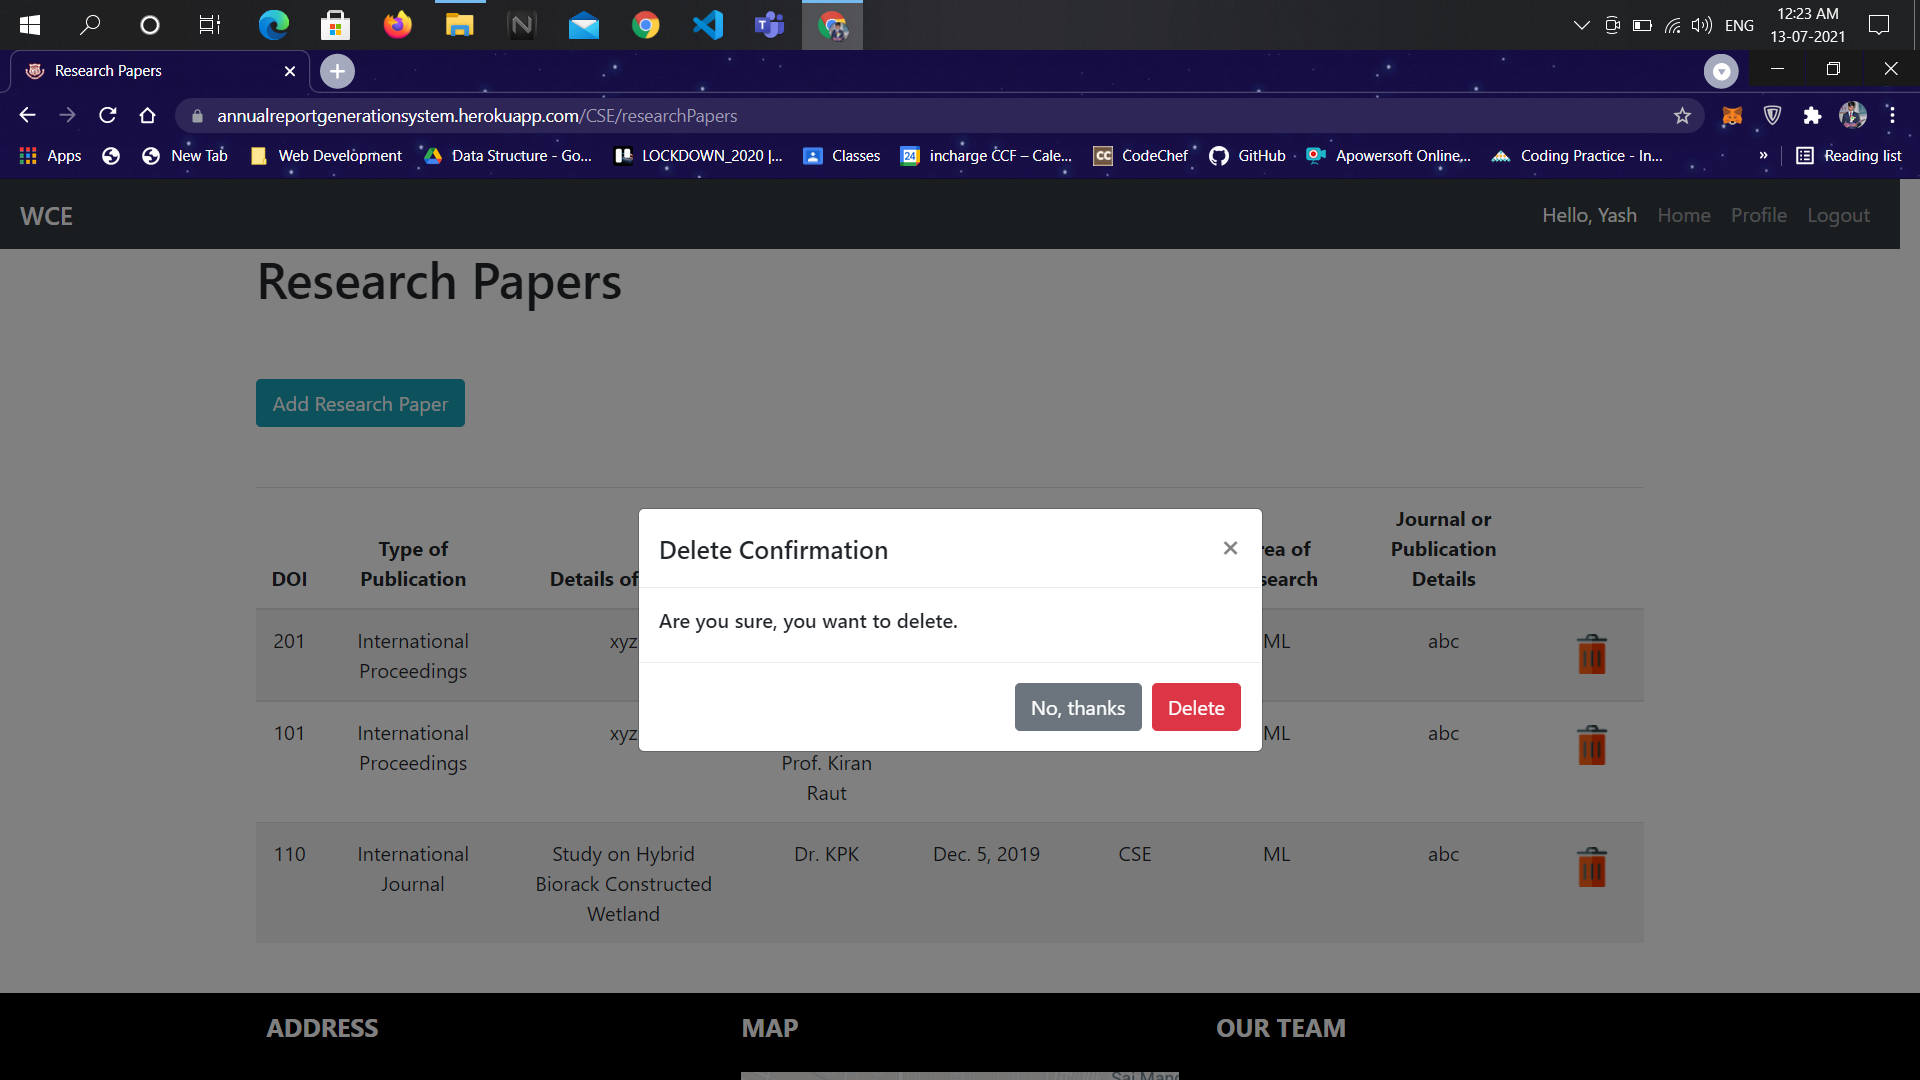 ENG
12:23 AM
13-07-2021
Research Papers
annualreportgenerationsystem.herokuapp.com/CSE/researchPapers
Apps New Tab Web Development Data Structure - Go... LOCKDOWN_2020 |... Classes incharge CCF – Cale... CC CodeChef GitHub Apowersoft Online,... Coding Practice - In... » Reading list
WCE Hello, Yash Home Profile Logout
Research Papers
Add Research Paper
Delete Confirmation ×
Are you sure, you want to delete.
No, thanks Delete
DOI
Type of
Publication
Details of
Journal or
Publication
Details
201 International xyz ML abc
Proceedings
101 International xyz ML abc
Proceedings Prof. Kiran
Raut
110 International Study on Hybrid Dr. KPK Dec. 5, 2019 CSE ML abc
Journal Biorack Constructed
Wetland
ADDRESS MAP OUR TEAM